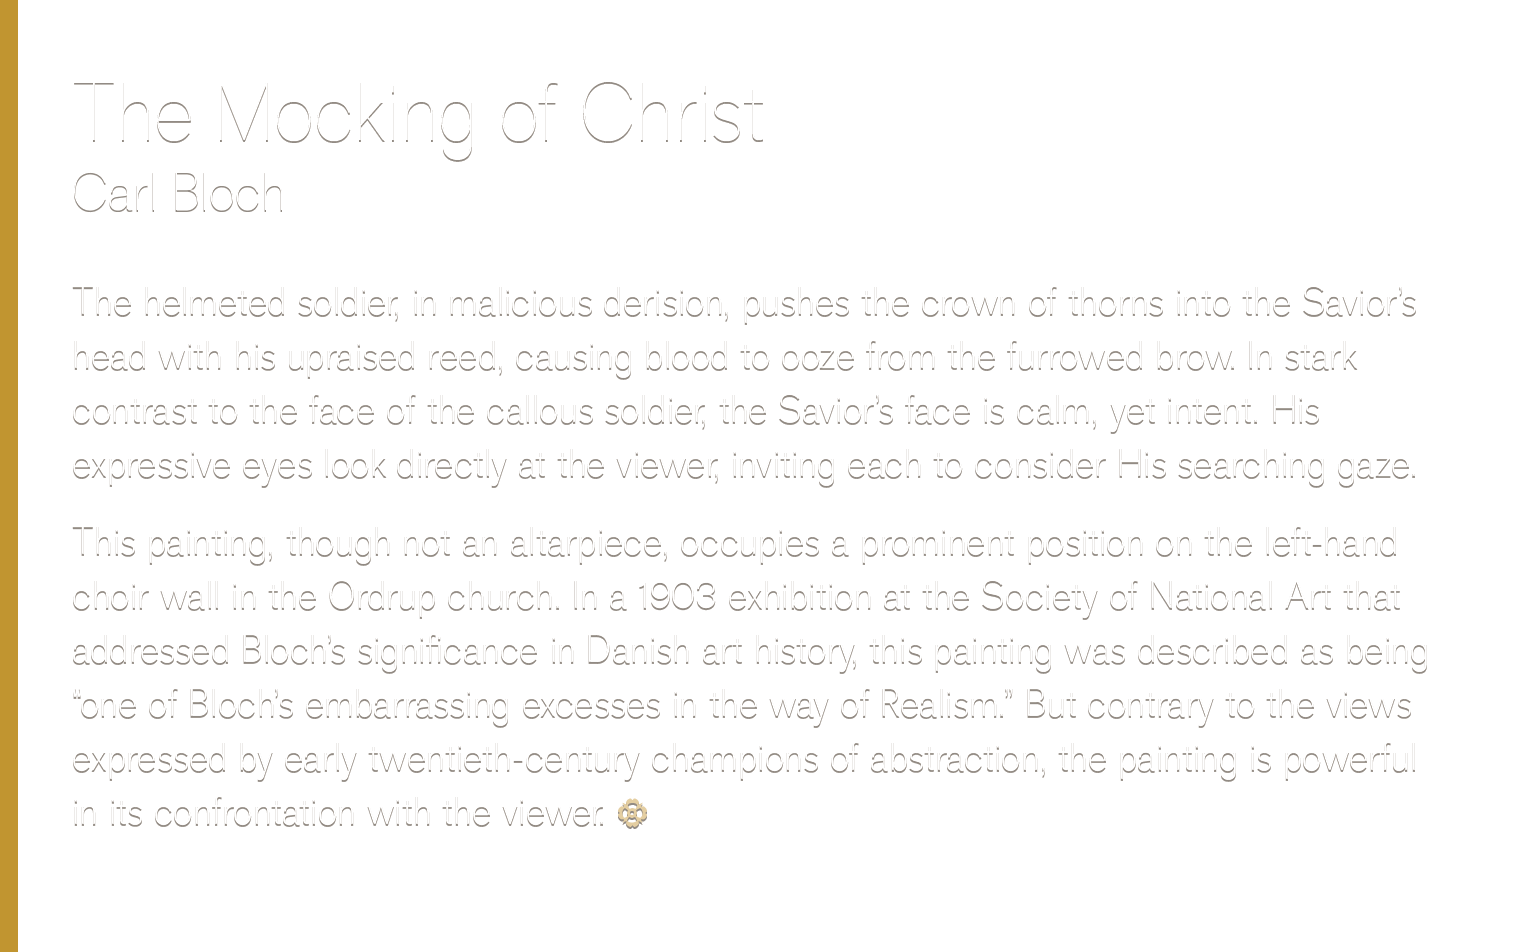 The Mocking of Christ
Carl Bloch
The helmeted soldier, in malicious derision, pushes the crown of thorns into the Savior’s
head with his upraised reed, causing blood to ooze from the furrowed brow. In stark
contrast to the face of the callous soldier, the Savior’s face is calm, yet intent. His
expressive eyes look directly at the viewer, inviting each to consider His searching gaze.
This painting, though not an altarpiece, occupies a prominent position on the left-hand
choir wall in the Ordrup church. In a 1903 exhibition at the Society of National Art that
addressed Bloch’s significance in Danish art history, this painting was described as being
“one of Bloch’s embarrassing excesses in the way of Realism.” But contrary to the views
expressed by early twentieth-century champions of abstraction, the painting is powerful
in its confrontation with the viewer.